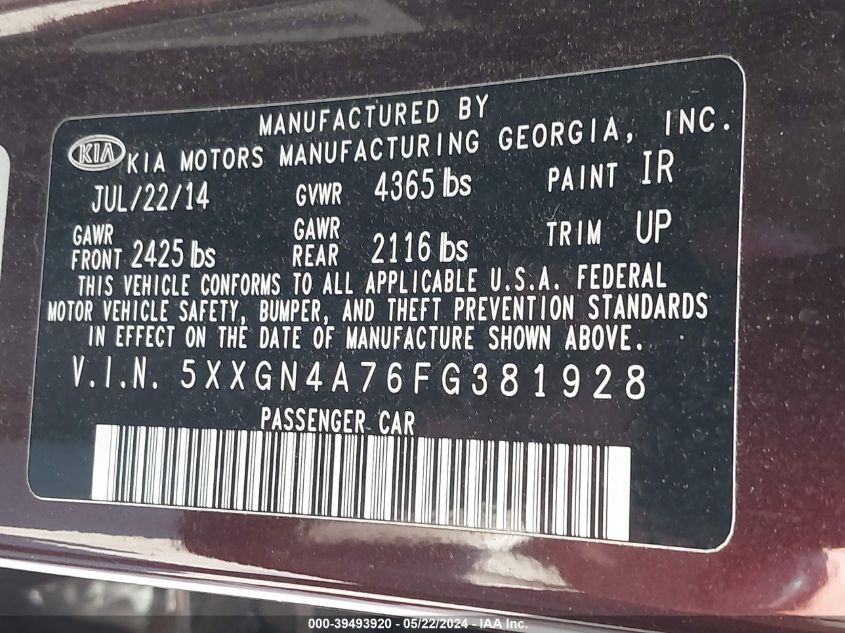 MANUFACTURED BY
KIA KIA MOTORS MANUFACTURING GEORGIA, INC.
JUL/22/14 GVWR 4365 lbs PAINT IR
GAWR FRONT 2425 lbs GAWR REAR 2116 lbs TRIM UP
THIS VEHICLE CONFORMS TO ALL APPLICABLE U.S.A. FEDERAL
MOTOR VEHICLE SAFETY, BUMPER, AND THEFT PREVENTION STANDARDS
IN EFFECT ON THE DATE OF MANUFACTURE SHOWN ABOVE.
V.I.N. 5XXGN4A76FG381928
PASSENGER CAR
000-39493920 - 05/22/2024 - IAA Inc.